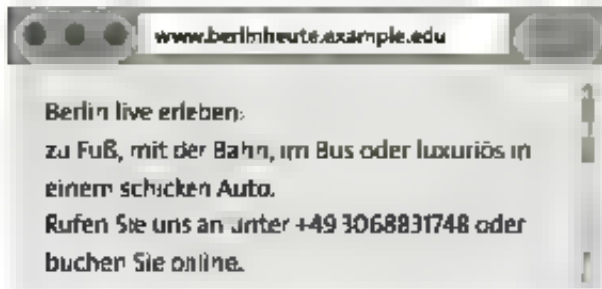 www.berlinheute.example.edu
Berlin live erleben:
zu Fuß, mit der Bahn, im Bus oder luxuriös in
einem schicken Auto.
Rufen Sie uns an unter +49 3068831748 oder
buchen Sie online.